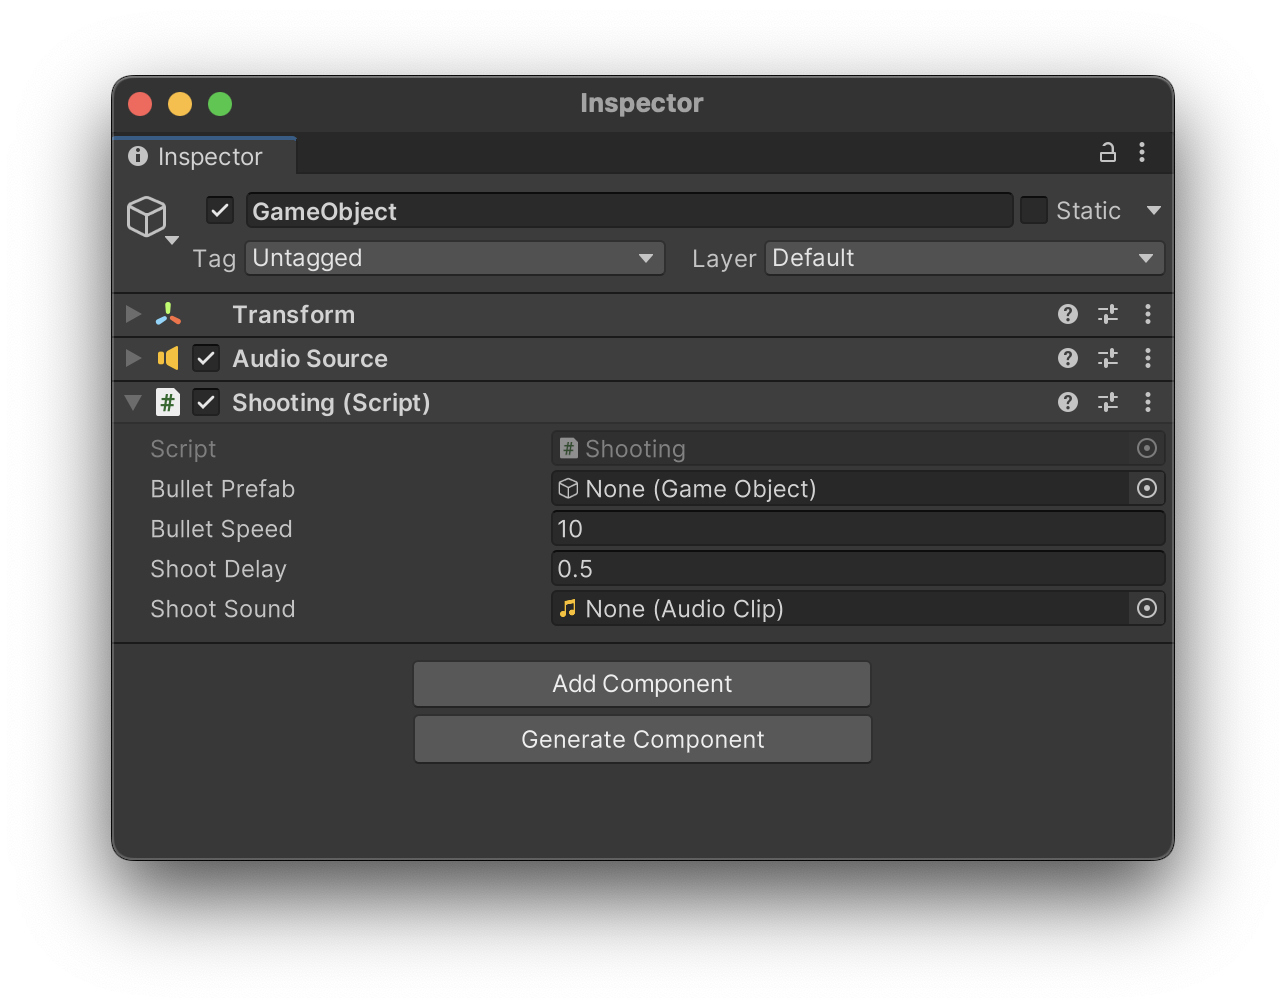 Inspector
Inspector
GameObject Static
Tag Untagged Layer Default
Transform
Audio Source
# Shooting (Script)
Script # Shooting
Bullet Prefab None (Game Object)
Bullet Speed 10
Shoot Delay 0.5
Shoot Sound None (Audio Clip)
Add Component
Generate Component